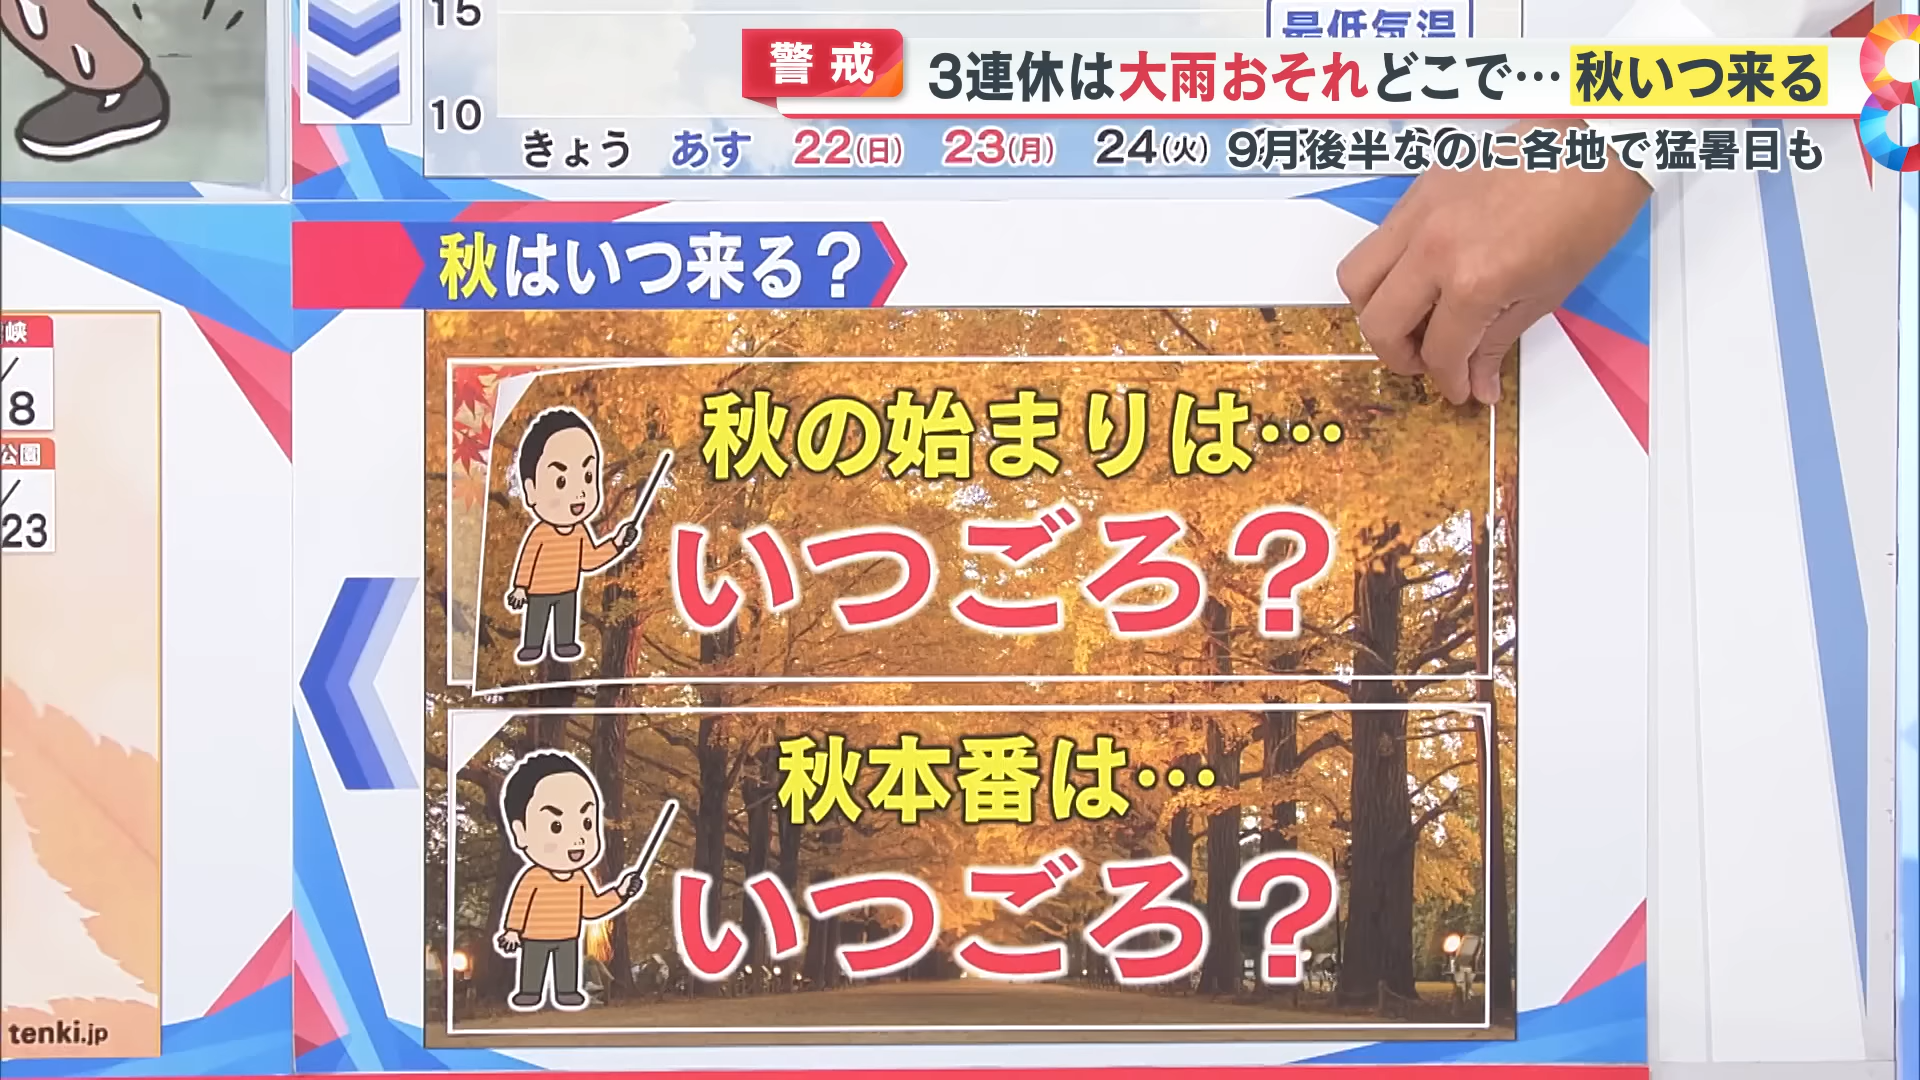 15
最低気温
警戒
3連休は大雨おそれどこで…秋いつ来る
10
きょう あす 22(日) 23(月) 24(火)
9月後半なのに各地で猛暑日も
秋はいつ来る?
峡
8
公園
23
秋の始まりは…
いつごろ?
秋本番は…
いつごろ?
tenki.jp